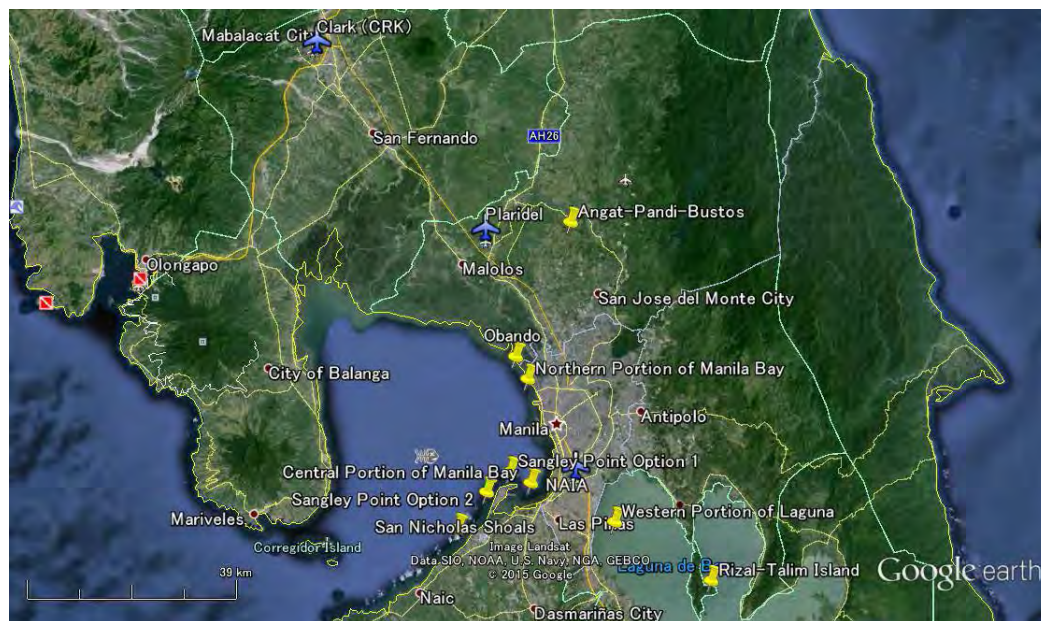 Mabalacat City
Clark (CRK)
San Fernando
AH26
Plaridel
Angat-Pandi-Bustos
Olongapo
Malolos
San Jose del Monte City
Obando
Northern Portion of Manila Bay
City of Balanga
Antipolo
Manila
Sangley Point Option 1
Central Portion of Manila Bay
NAIA
Sangley Point Option 2
Western Portion of Laguna
Mariveles
San Nicholas Shoals
Las Piñas
Corregidor Island
Image Landsat
Data SIO, NOAA, U.S. Navy, NGA, GEBCO
© 2015 Google
Laguna de B
Rizal-Tálim Island
Google earth
39 km
Naic
Dasmariñas City